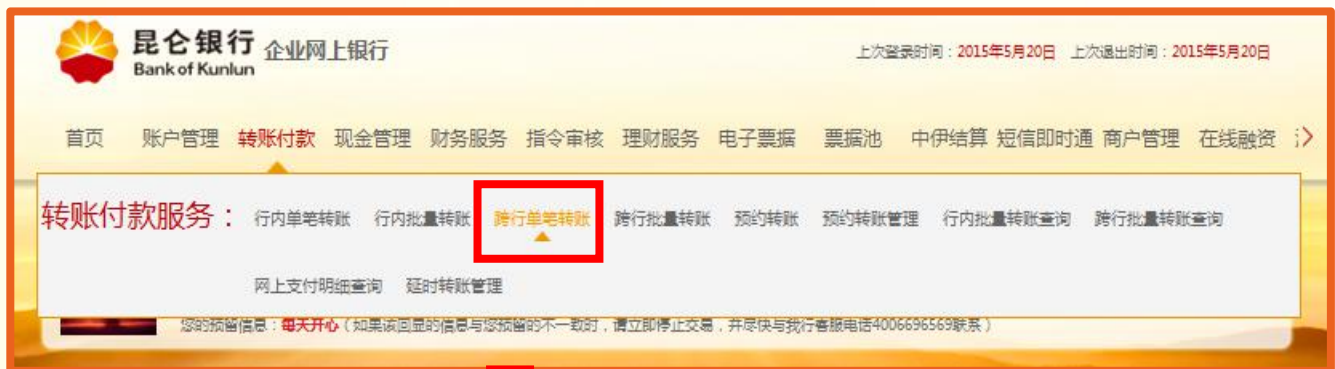 昆仑银行 企业网上银行
Bank of Kunlun
上次登录时间：2015年5月20日 上次退出时间：2015年5月20日
首页 账户管理 转账付款 现金管理 财务服务 指令审核 理财服务 电子票据 票据池 中伊结算 短信即时通 商户管理 在线融资
转账付款服务： 行内单笔转账 行内批量转账 跨行单笔转账 跨行批量转账 预约转账 预约转账管理 行内批量转账查询 跨行批量转账查询
网上支付明细查询 延时转账管理
您的预留信息：每天开心（如果该回显的信息与您预留的不一致时，请立即停止交易，并尽快与我行客服电话4006696569联系）